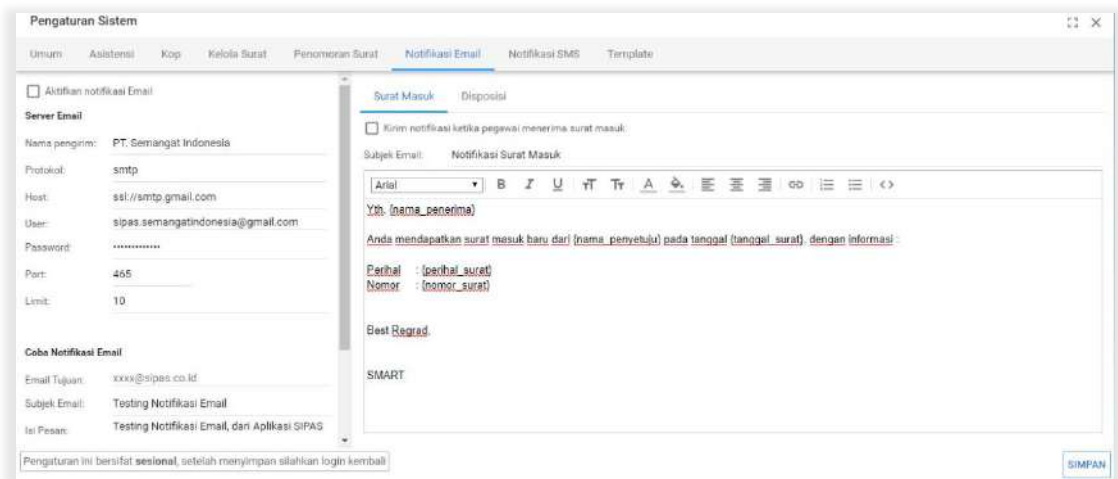 Pengaturan Sistem
Umum Asistensi Kop Kelola Surat Penomoran Surat Notifikasi Email Notifikasi SMS Template
Aktifkan notifikasi Email
Server Email
Nama pengirim: PT. Semangat Indonesia
Protokol: smtp
Host: ssl://smtp.gmail.com
User: sipas.semangatindonesia@gmail.com
Password: •••••••••••••
Port: 465
Limit: 10
Coba Notifikasi Email
Email Tujuan: xxxx@sipas.co.id
Subjek Email: Testing Notifikasi Email
Isi Pesan: Testing Notifikasi Email, dari Aplikasi SIPAS
Surat Masuk Disposisi
Kirim notifikasi ketika pegawai menerima surat masuk
Subjek Email: Notifikasi Surat Masuk
Arial
Yth. {nama_penerima}
Anda mendapatkan surat masuk baru dari {nama_penyetuju} pada tanggal {tanggal_surat}, dengan informasi :
Perihal : {perihal_surat}
Nomor : {nomor_surat}
Best Regrad,
SMART
Pengaturan ini bersifat sesional, setelah menyimpan silahkan login kembali
SIMPAN